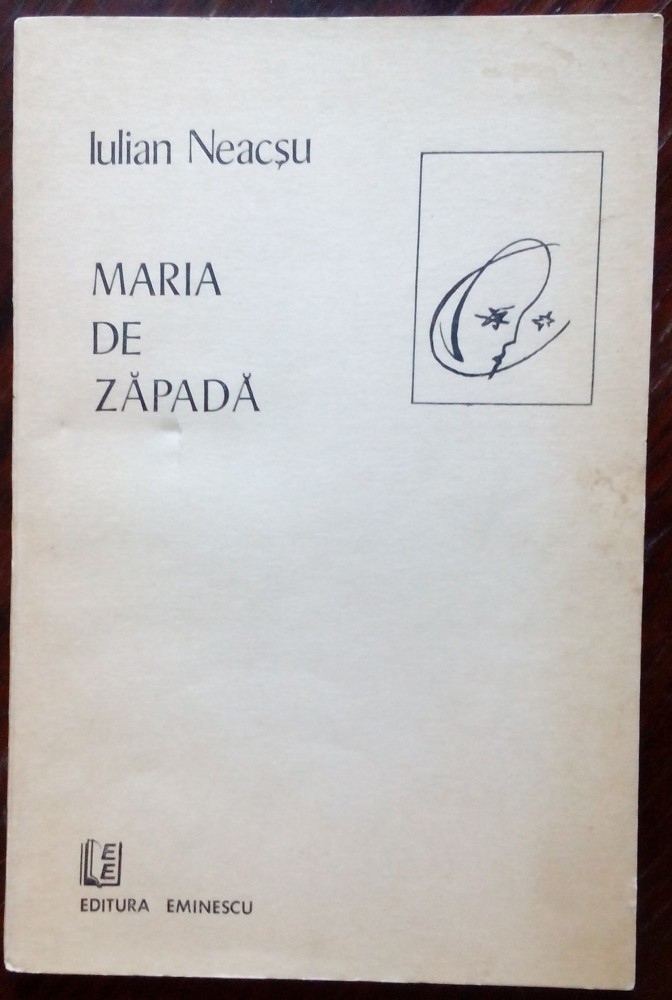 Iulian Neacșu
MARIA
DE
ZĂPADĂ
E
E
EDITURA EMINESCU